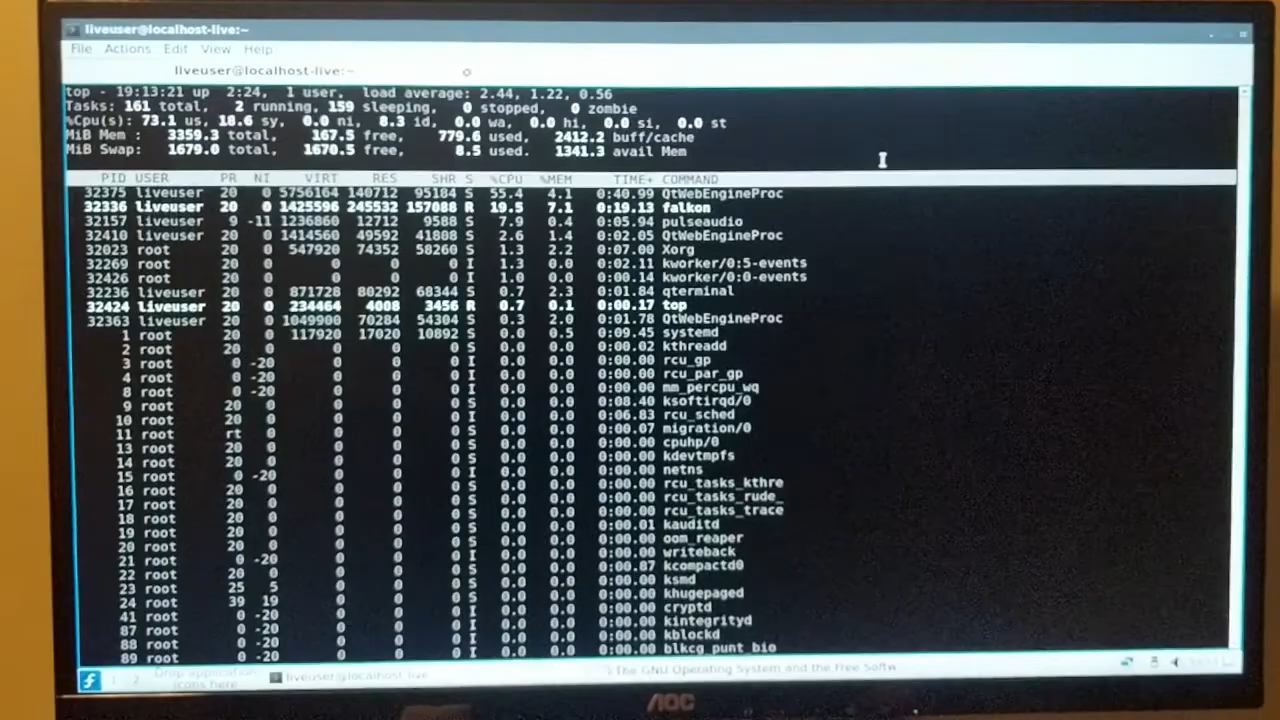 liveuser@localhost-live:~
File Actions Edit View Help
liveuser@localhost-live:~
top - 19:13:21 up 2:24, 1 user, load average: 2.44, 1.22, 0.56
Tasks: 161 total, 2 running, 159 sleeping, 0 stopped, 0 zombie
%Cpu(s): 73.1 us, 18.6 sy, 0.0 ni, 8.3 id, 0.0 wa, 0.0 hi, 0.0 si, 0.0 st
MiB Mem : 3359.3 total, 167.5 free, 779.6 used, 2412.2 buff/cache
MiB Swap: 1679.0 total, 1670.5 free, 8.5 used. 1341.3 avail Mem
PID USER PR NI VIRT RES SHR S %CPU %MEM TIME+ COMMAND
32375 liveuser 20 0 5756164 140712 95184 S 55.4 4.1 0:40.99 QtWebEngineProc
32336 liveuser 20 0 1425596 245532 157088 R 19.5 7.1 0:19.13 falkon
32157 liveuser 9 -11 1236860 12712 9588 S 7.9 0.4 0:05.94 pulseaudio
32410 liveuser 20 0 1414560 49592 41808 S 2.6 1.4 0:02.05 QtWebEngineProc
32023 root 20 0 547920 74352 58260 S 1.3 2.2 0:07.00 Xorg
32269 root 20 0 0 0 0 I 1.3 0.0 0:02.11 kworker/0:5-events
32426 root 20 0 0 0 0 I 1.0 0.0 0:00.14 kworker/0:0-events
32236 liveuser 20 0 871728 80292 68344 S 0.7 2.3 0:01.84 qterminal
32424 liveuser 20 0 234464 4008 3456 R 0.7 0.1 0:00.17 top
32363 liveuser 20 0 1049900 70284 54304 S 0.3 2.0 0:01.78 QtWebEngineProc
1 root 20 0 117920 17020 10892 S 0.0 0.5 0:09.45 systemd
2 root 20 0 0 0 0 S 0.0 0.0 0:00.02 kthreadd
3 root 0 -20 0 0 0 I 0.0 0.0 0:00.00 rcu_gp
4 root 0 -20 0 0 0 I 0.0 0.0 0:00.00 rcu_par_gp
8 root 0 -20 0 0 0 I 0.0 0.0 0:00.00 mm_percpu_wq
9 root 20 0 0 0 0 S 0.0 0.0 0:08.40 ksoftirqd/0
10 root 20 0 0 0 0 I 0.0 0.0 0:06.83 rcu_sched
11 root rt 0 0 0 0 S 0.0 0.0 0:00.07 migration/0
13 root 20 0 0 0 0 S 0.0 0.0 0:00.00 cpuhp/0
14 root 20 0 0 0 0 S 0.0 0.0 0:00.00 kdevtmpfs
15 root 0 -20 0 0 0 I 0.0 0.0 0:00.00 netns
16 root 20 0 0 0 0 S 0.0 0.0 0:00.00 rcu_tasks_kthre
17 root 20 0 0 0 0 S 0.0 0.0 0:00.00 rcu_tasks_rude_
18 root 20 0 0 0 0 S 0.0 0.0 0:00.00 rcu_tasks_trace
19 root 20 0 0 0 0 S 0.0 0.0 0:00.01 kauditd
20 root 20 0 0 0 0 S 0.0 0.0 0:00.00 oom_reaper
21 root 0 -20 0 0 0 I 0.0 0.0 0:00.00 writeback
22 root 20 0 0 0 0 S 0.0 0.0 0:00.87 kcompactd0
23 root 25 5 0 0 0 S 0.0 0.0 0:00.00 ksmd
24 root 39 19 0 0 0 S 0.0 0.0 0:00.00 khugepaged
41 root 0 -20 0 0 0 I 0.0 0.0 0:00.00 cryptd
87 root 0 -20 0 0 0 I 0.0 0.0 0:00.00 kintegrityd
88 root 0 -20 0 0 0 I 0.0 0.0 0:00.00 kblockd
89 root 0 -20 0 0 0 I 0.0 0.0 0:00.00 blkcg_punt_bio
1 2 Drop application icons here liveuser@localhost-live The GNU Operating System and the Free Softw
AOC